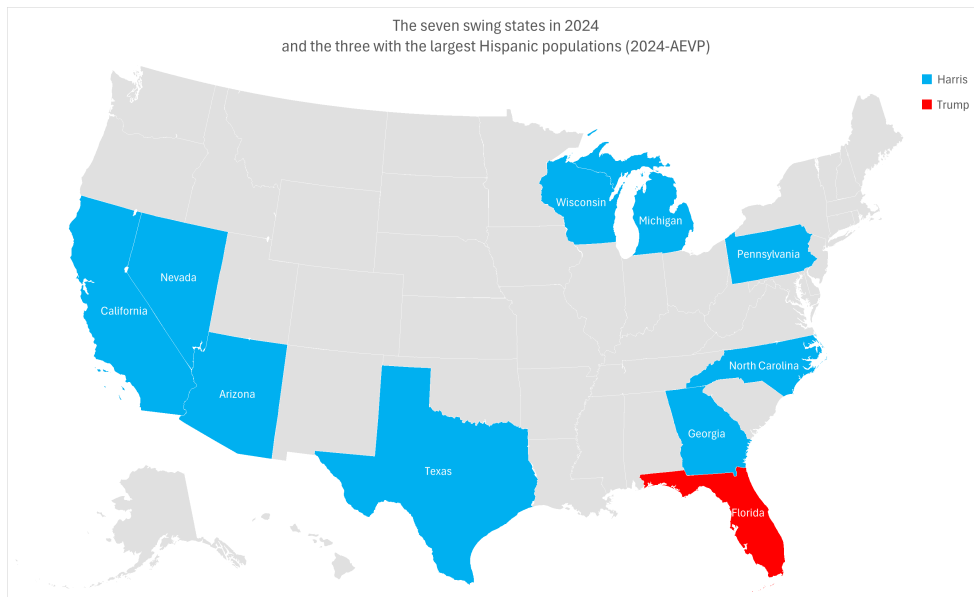 The seven swing states in 2024
and the three with the largest Hispanic populations (2024-AEVP)
Harris
Trump
Wisconsin
Michigan
Pennsylvania
Nevada
California
North Carolina
Arizona
Georgia
Texas
Florida